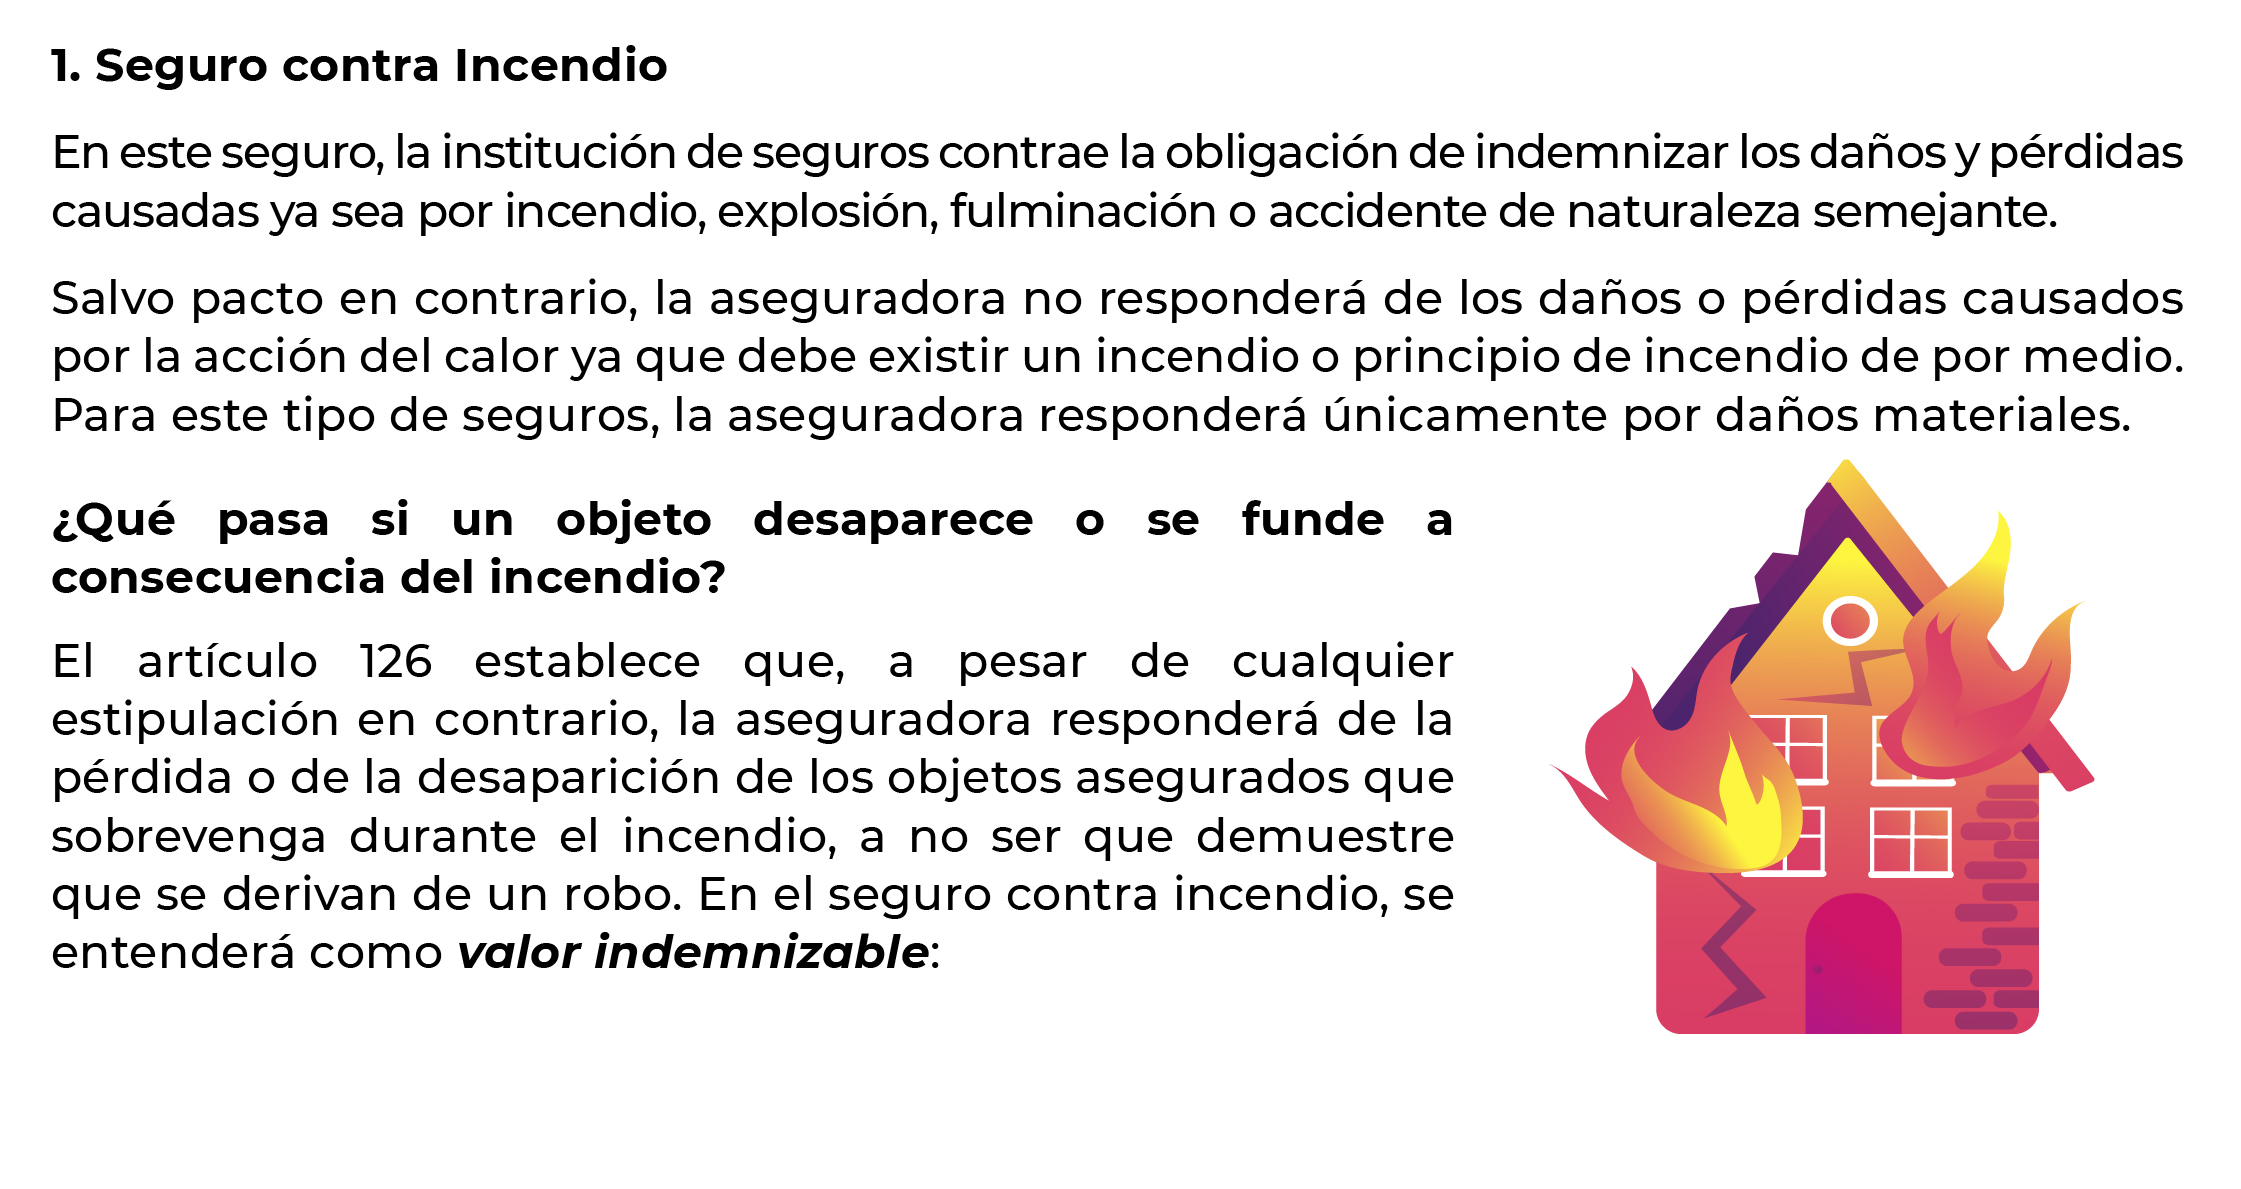 1. Seguro contra Incendio
En este seguro, la institución de seguros contrae la obligación de indemnizar los daños y pérdidas
causadas ya sea por incendio, explosión, fulminación o accidente de naturaleza semejante.
Salvo pacto en contrario, la aseguradora no responderá de los daños o pérdidas causados
por la acción del calor ya que debe existir un incendio o principio de incendio de por medio.
Para este tipo de seguros, la aseguradora responderá únicamente por daños materiales.
¿Qué pasa si un objeto desaparece o se funde a
consecuencia del incendio?
El artículo 126 establece que, a pesar de cualquier
estipulación en contrario, la aseguradora responderá de la
pérdida o de la desaparición de los objetos asegurados que
sobrevenga durante el incendio, a no ser que demuestre
que se derivan de un robo. En el seguro contra incendio, se
entenderá como valor indemnizable: